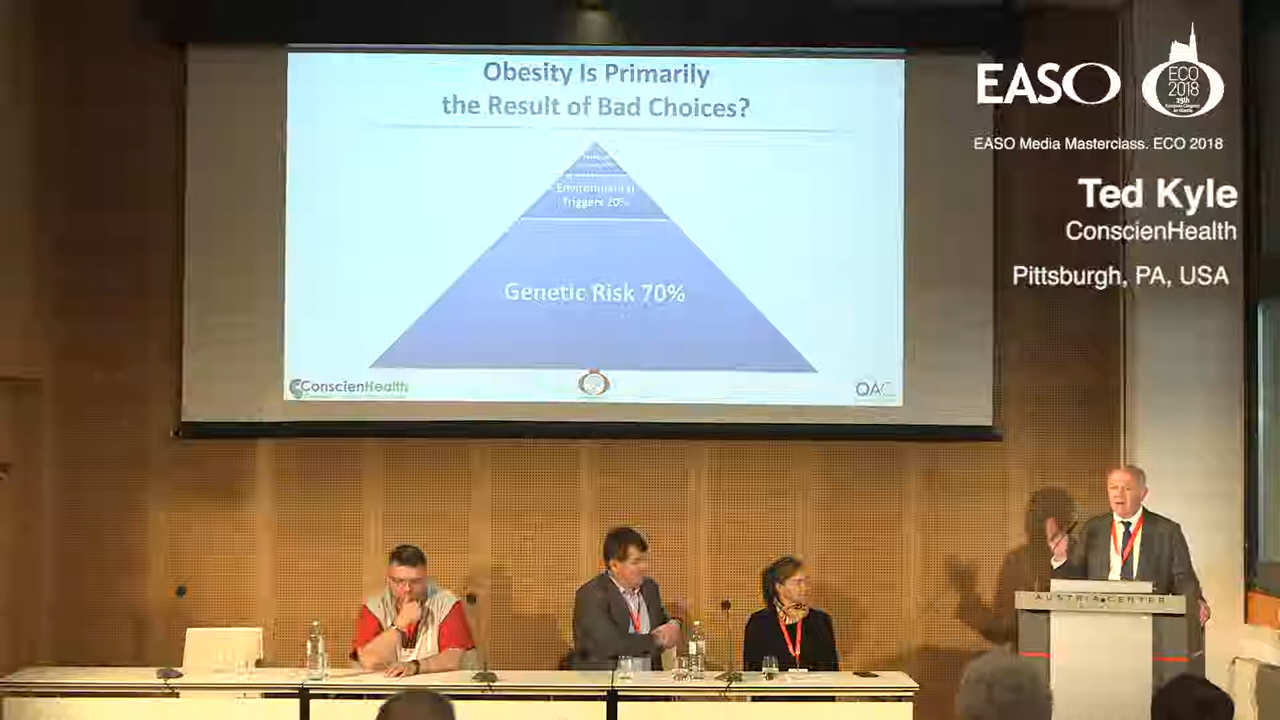 Obesity Is Primarily
the Result of Bad Choices?
Environmental
Triggers 20%
Genetic Risk 70%
ConscienHealth
OAC
EASO
ECO
2018
25th
EASO Media Masterclass. ECO 2018
Ted Kyle
ConscienHealth
Pittsburgh, PA, USA
AUSTRIA CENTER